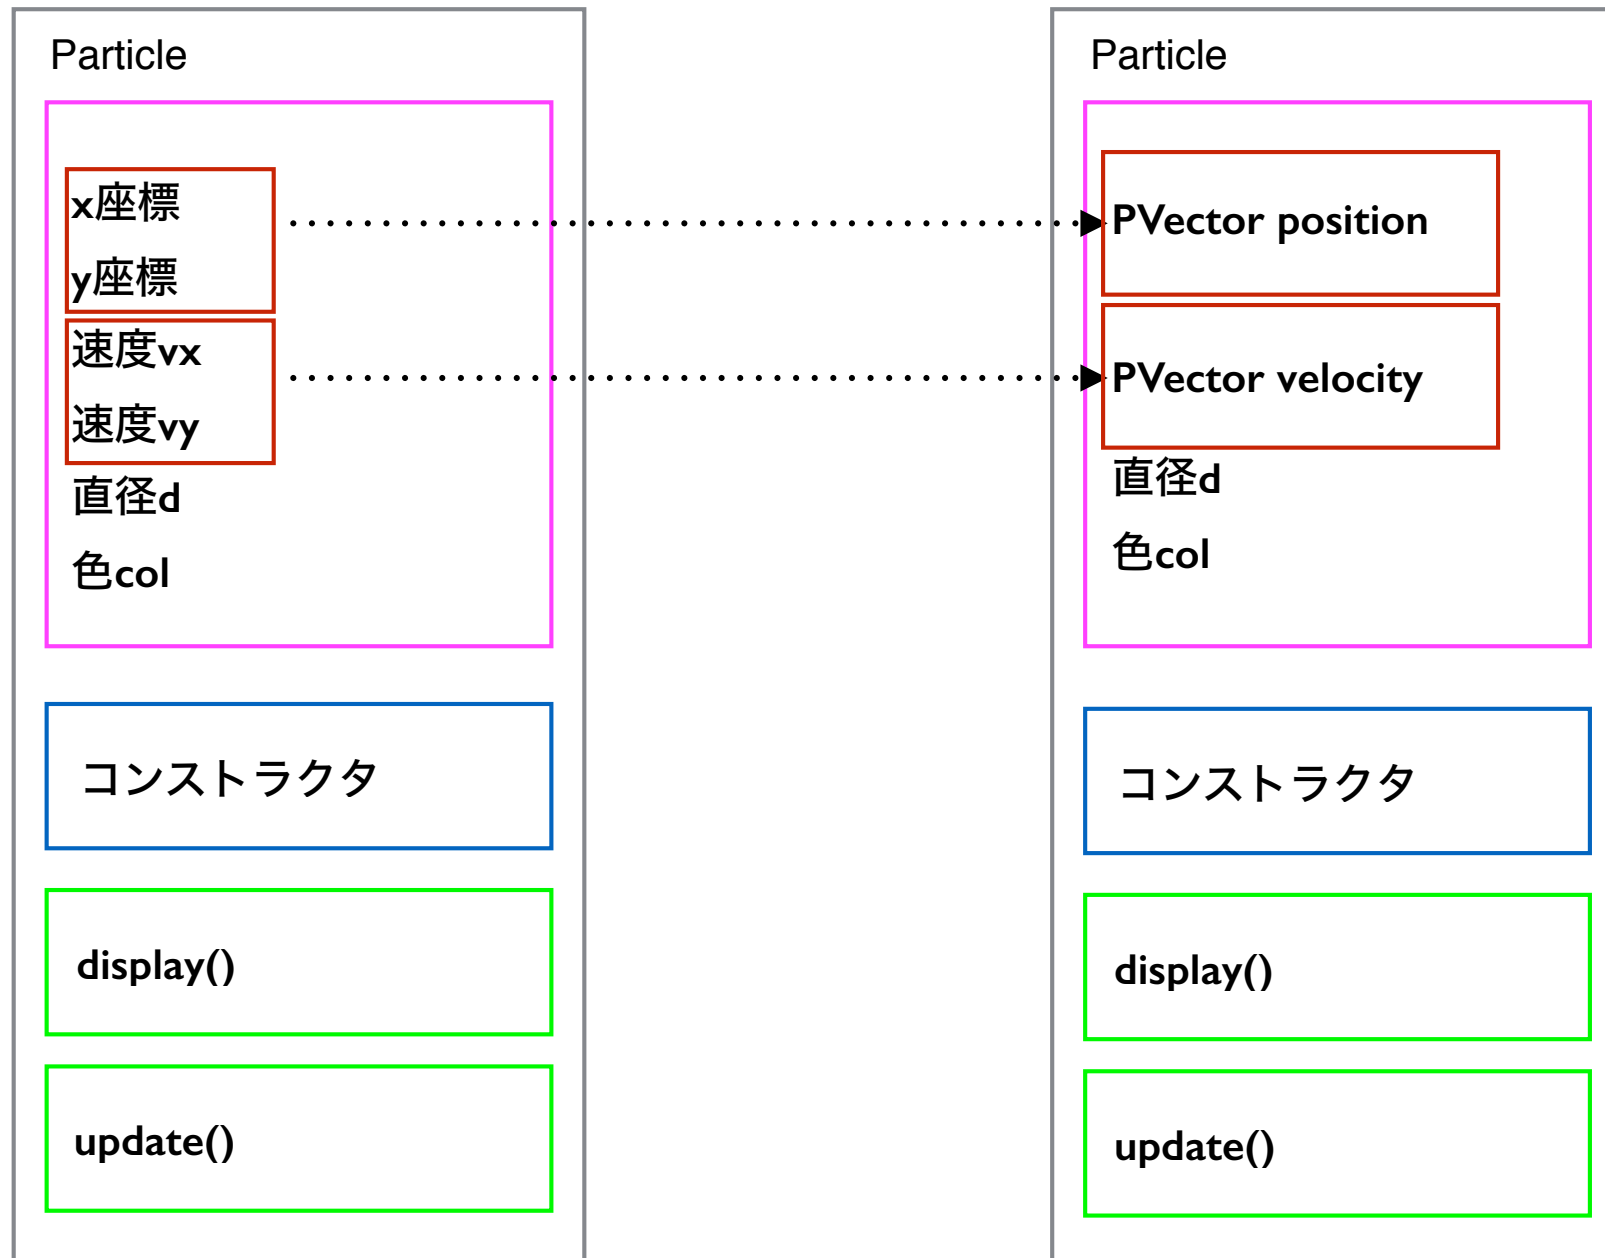 Particle
x座標
y座標
速度vx
速度vy
直径d
色col
コンストラクタ
display()
update()
Particle
PVector position
PVector velocity
直径d
色col
コンストラクタ
display()
update()